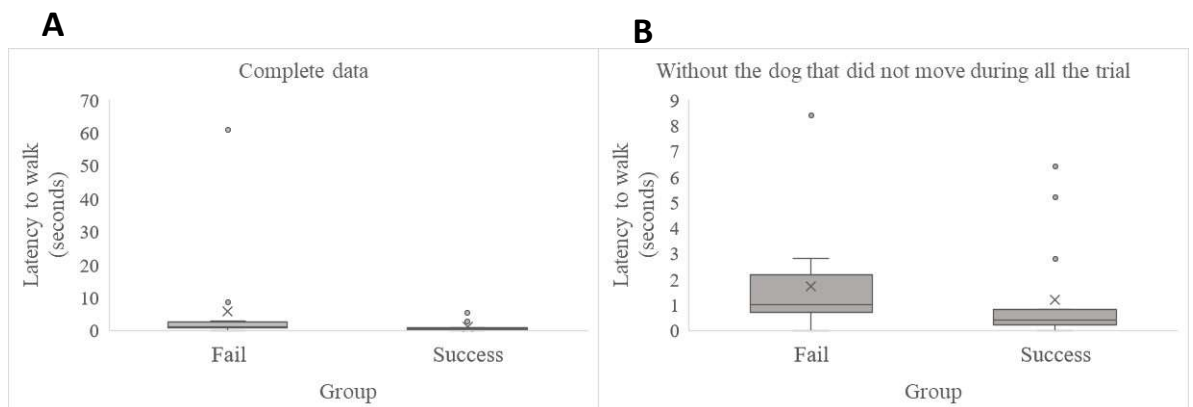 A
B
Complete data
Without the dog that did not move during all the trial
Latency to walk
(seconds)
70
60
50
40
30
20
10
0
Fail
Success
Group
Latency to walk
(seconds)
9
8
7
6
5
4
3
2
1
0
Fail
Success
Group